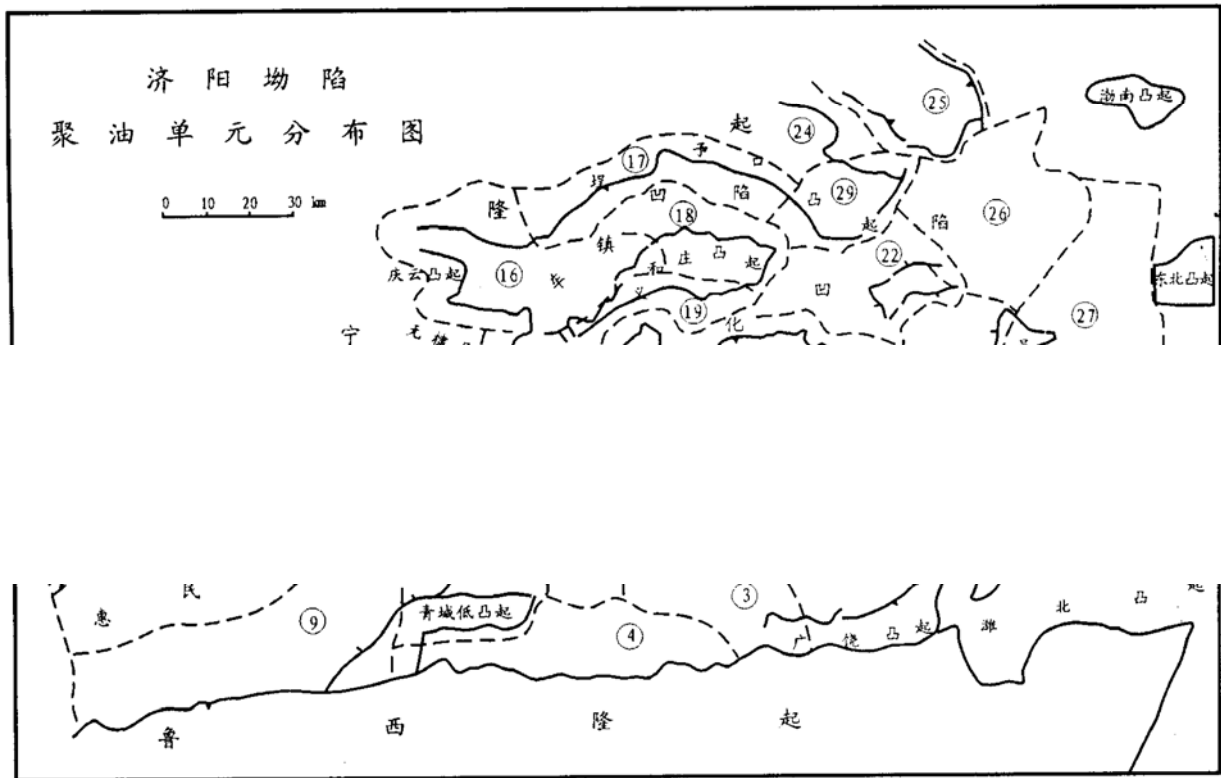 济阳坳陷
聚油单元分布图
0 10 20 30 km
渤南凸起
25
24
起
17
埕
子
口
29
凸
起
隆
凹
陷
18
镇
26
陷
22
庆云凸起
16
和
庄
凸
起
义
19
凹
东北凸起
27
化
宁
无
惠
民
9
青城低凸起
3
4
广
饶
凸
起
潍
北
凸
起
鲁
西
隆
起